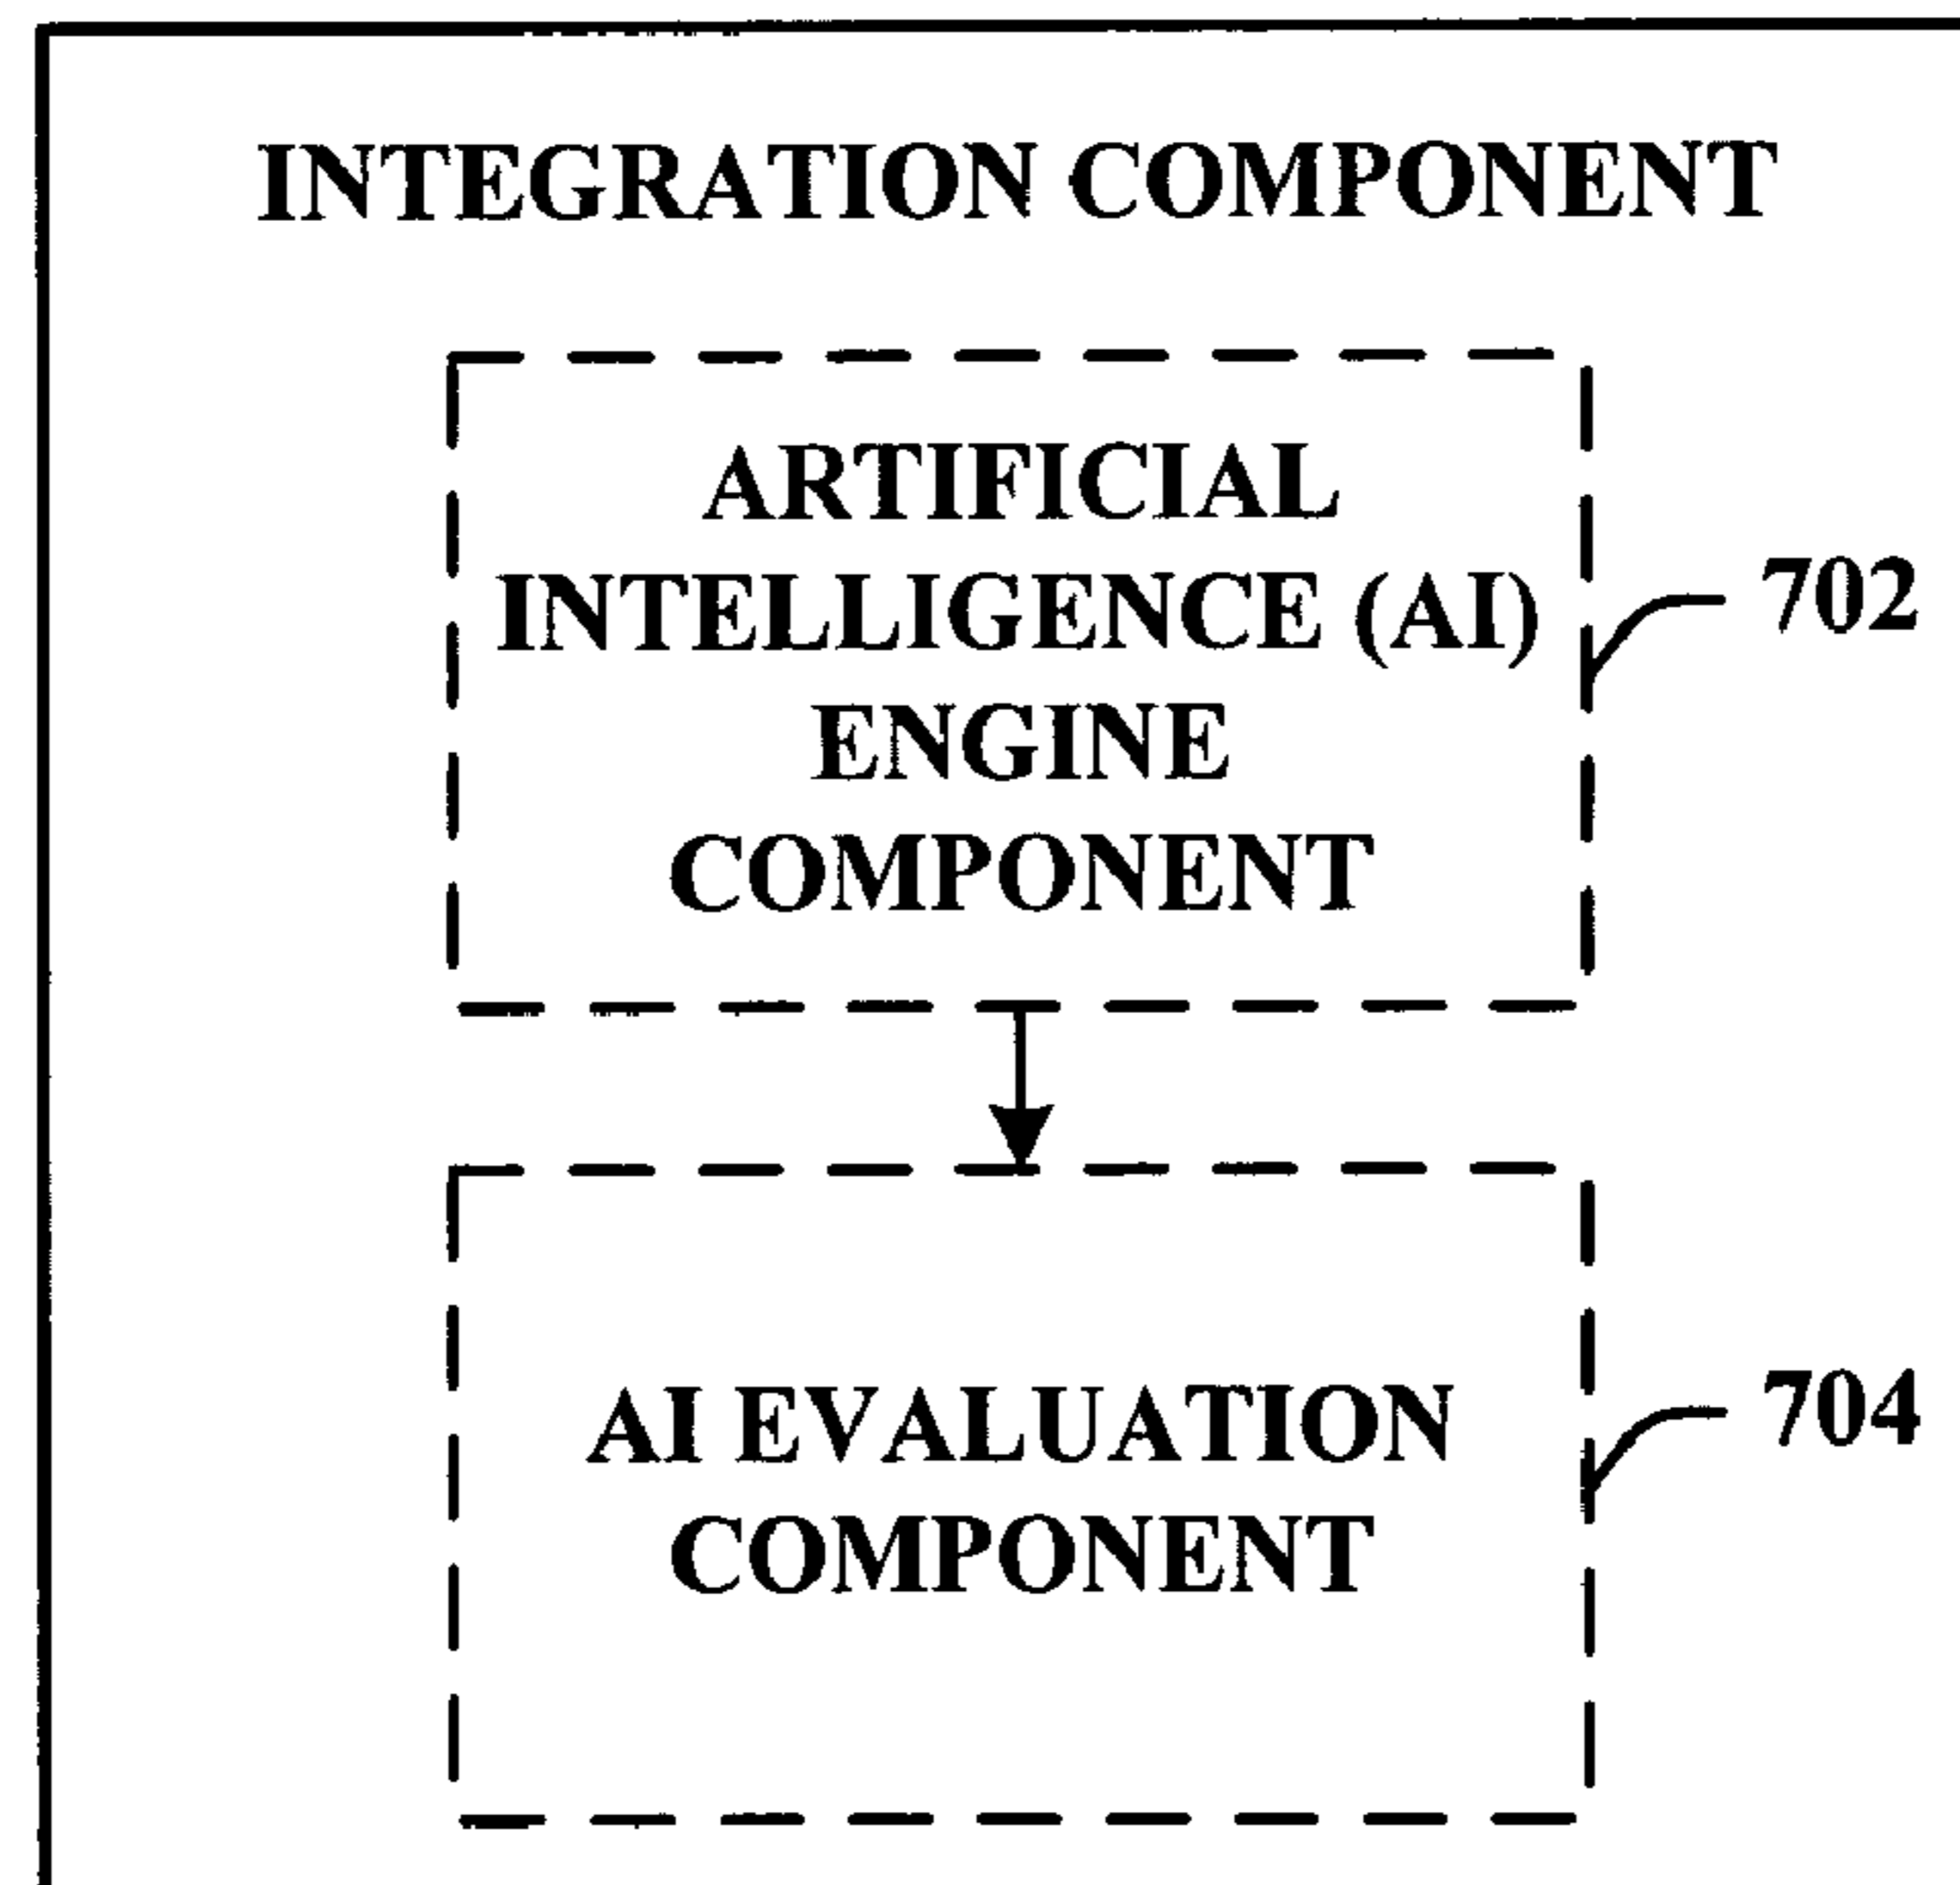 INTEGRATION COMPONENT
ARTIFICIAL
INTELLIGENCE (AI)
ENGINE
COMPONENT
702
AI EVALUATION
COMPONENT
704